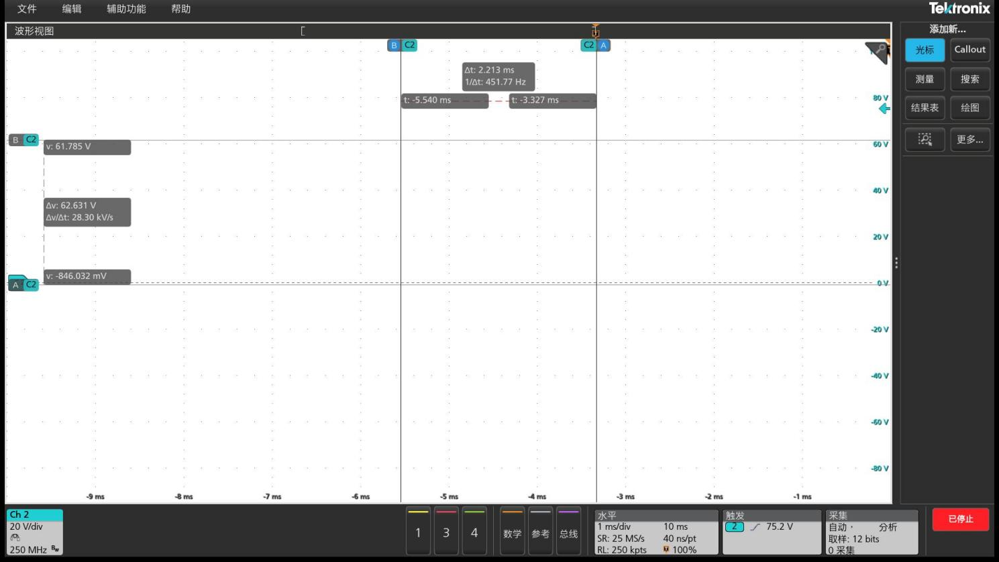 文件 编辑 辅助功能 帮助
Tektronix
波形视图
添加新...
光标 Callout
测量 搜索
结果表 绘图
更多...
B C2
C2 A
Δt: 2.213 ms
1/Δt: 451.77 Hz
t: -5.540 ms
t: -3.327 ms
80 V
B C2
v: 61.785 V
60 V
40 V
Δv: 62.631 V
Δv/Δt: 28.30 kV/s
20 V
v: -846.032 mV
A C2
0 V
-20 V
-40 V
-60 V
-80 V
-9 ms -8 ms -7 ms -6 ms -5 ms -4 ms -3 ms -2 ms -1 ms
Ch 2
20 V/div
250 MHz Bw
1 3 4 数学 参考 总线
水平
1 ms/div 10 ms
SR: 25 MS/s 40 ns/pt
RL: 250 kpts 100%
触发
2 75.2 V
采集
自动, 分析
取样: 12 bits
0 采集
已停止